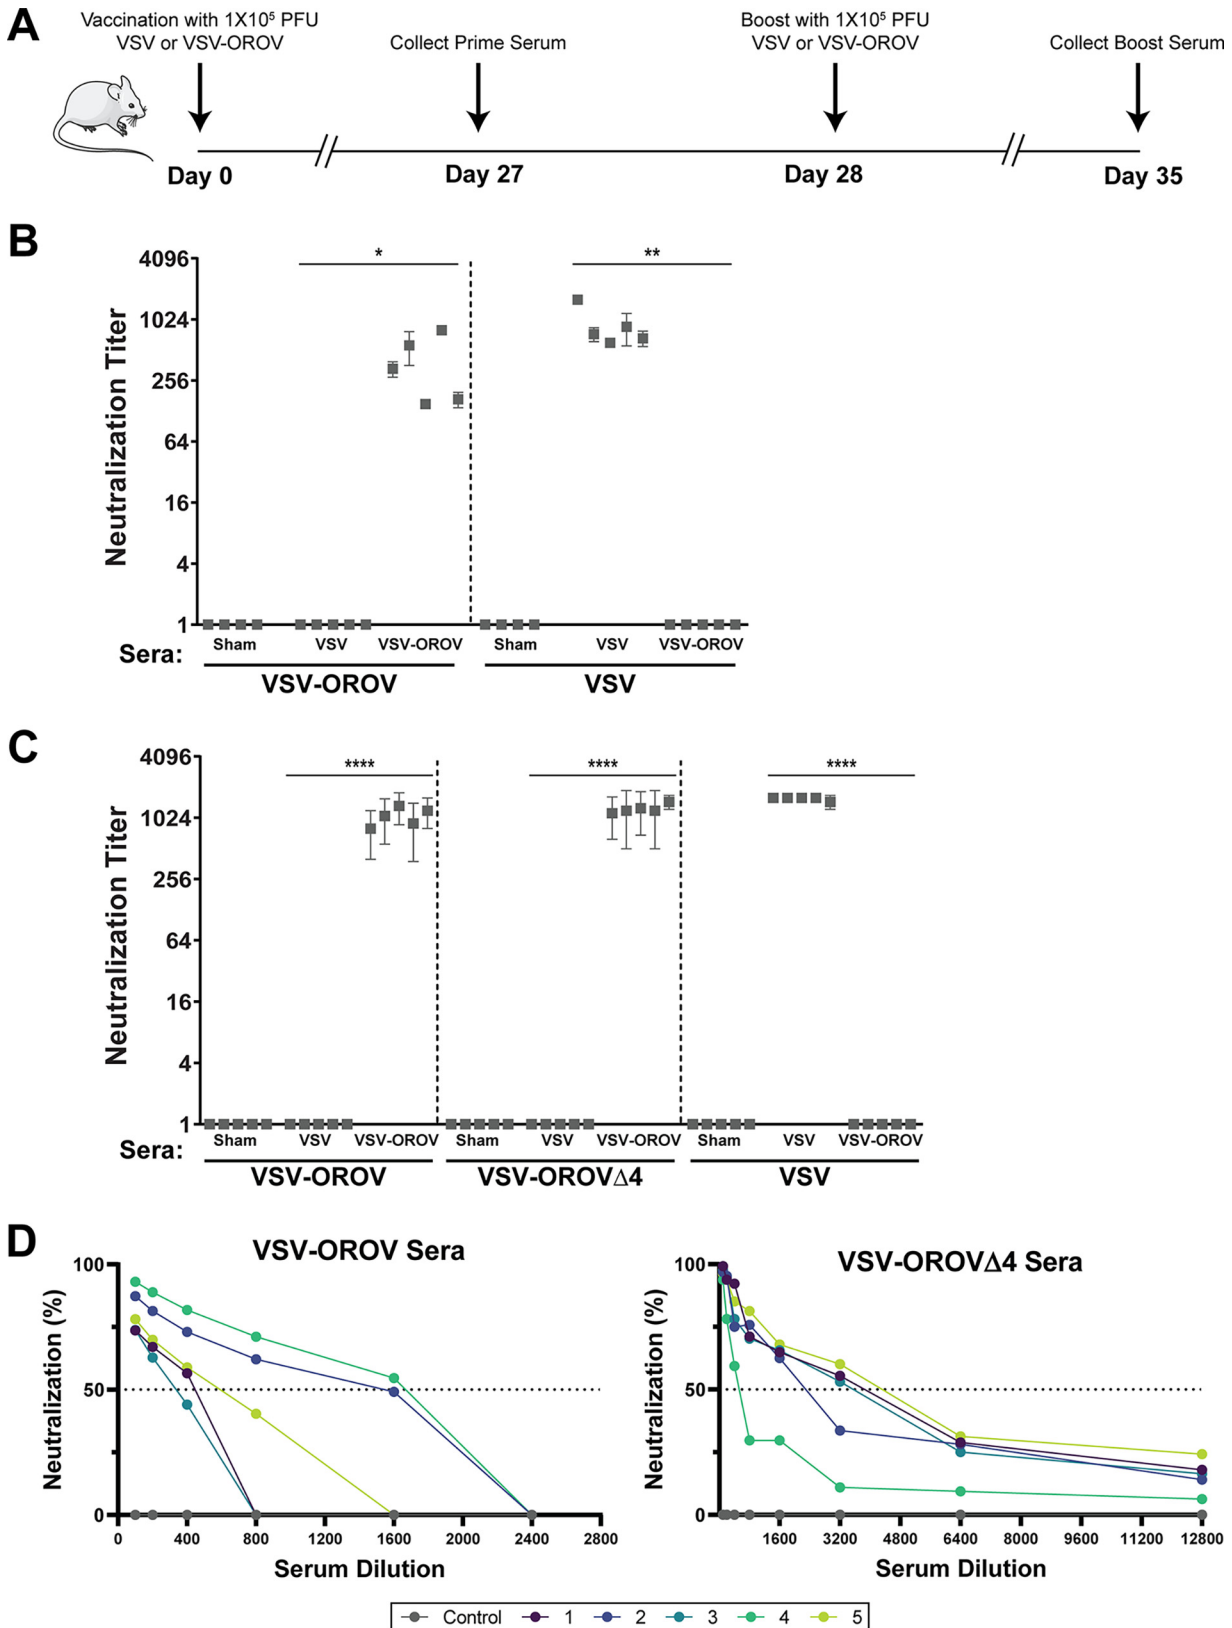 A
Vaccination with 1X10⁵ PFU
VSV or VSV-OROV
Collect Prime Serum
Boost with 1X10⁵ PFU
VSV or VSV-OROV
Collect Boost Serum
Day 0
Day 27
Day 28
Day 35
B
Neutralization Titer
4096
1024
256
64
16
4
1
*
**
Sera:
Sham
VSV
VSV-OROV
Sham
VSV
VSV-OROV
VSV-OROV
VSV
C
Neutralization Titer
4096
1024
256
64
16
4
1
****
****
****
Sera:
Sham
VSV
VSV-OROV
Sham
VSV
VSV-OROV
Sham
VSV
VSV-OROV
VSV-OROV
VSV-OROVΔ4
VSV
D
VSV-OROV Sera
Neutralization (%)
100
50
0
0 400 800 1200 1600 2000 2400 2800
Serum Dilution
VSV-OROVΔ4 Sera
Neutralization (%)
100
50
0
1600 3200 4800 6400 8000 9600 11200 12800
Serum Dilution
Control 1 2 3 4 5